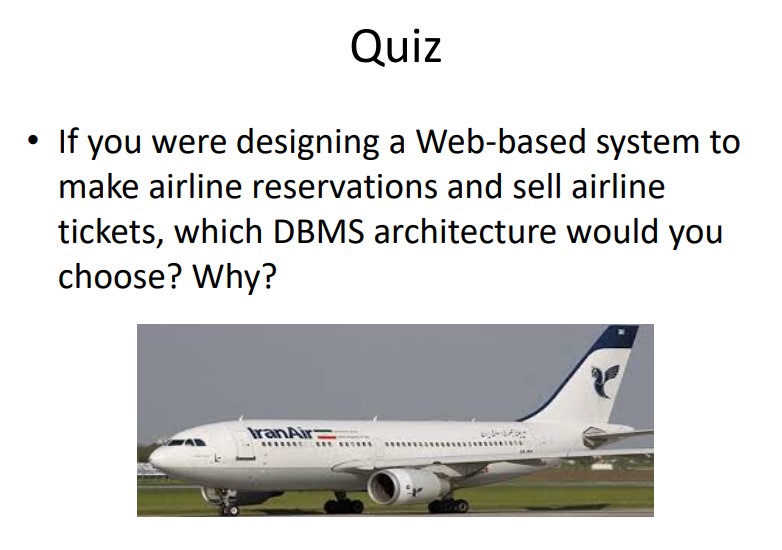 Quiz
• If you were designing a Web-based system to
make airline reservations and sell airline
tickets, which DBMS architecture would you
choose? Why?
IranAir